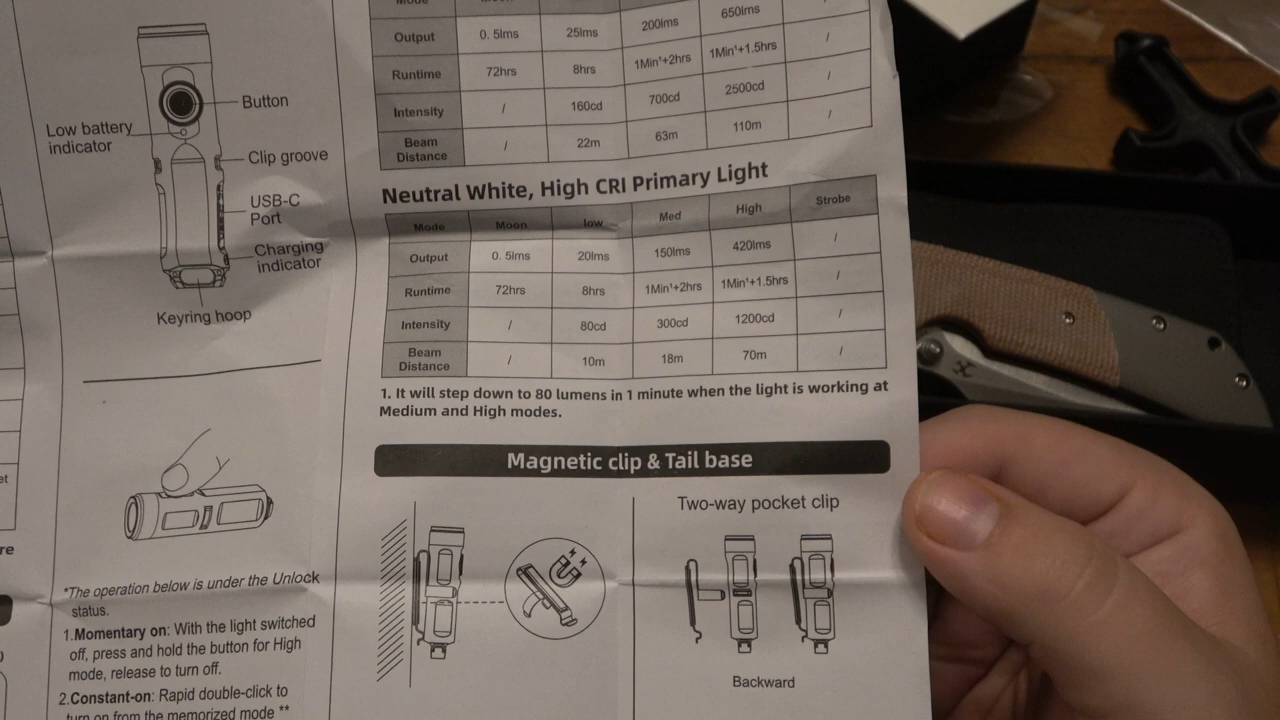 Button
Low battery
indicator
Clip groove
USB-C
Port
Charging
indicator
Keyring hoop
*The operation below is under the Unlock
status.
1.Momentary on: With the light switched
off, press and hold the button for High
mode, release to turn off.
2.Constant-on: Rapid double-click to
turn on from the memorized mode **
Mode
Output 0. 5lms 25lms 200lms 650lms /
Runtime 72hrs 8hrs 1Min¹+2hrs 1Min¹+1.5hrs /
Intensity / 160cd 700cd 2500cd /
Beam
Distance / 22m 63m 110m /
Neutral White, High CRI Primary Light
Mode Moon low Med High Strobe
Output 0. 5lms 20lms 150lms 420lms /
Runtime 72hrs 8hrs 1Min¹+2hrs 1Min¹+1.5hrs /
Intensity / 80cd 300cd 1200cd /
Beam
Distance / 10m 18m 70m /
1. It will step down to 80 lumens in 1 minute when the light is working at
Medium and High modes.
Magnetic clip & Tail base
Two-way pocket clip
Backward